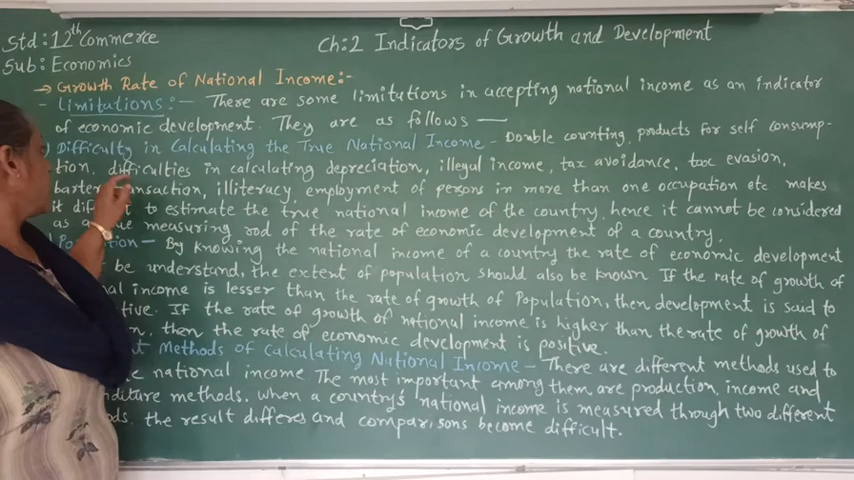 Std: 12th Commerce
Sub: Economics
Ch:2 Indicators of Growth and Development
→ Growth Rate of National Income:-
- Limitations:- There are some limitations in accepting national income as an indicator
of economic development. They are as follows —
) Difficulty in Calculating the True National Income - Double counting, products for self consump-
tion, difficulties in calculating depreciation, illegal income, tax avoidance, tax evasion,
barter transaction, illiteracy, employment of persons in more than one occupation etc makes
it to estimate the true national income of the country, hence it cannot be considered
as a measuring rod of the rate of economic development of a country.
- By knowing the national income of a country the rate of economic development
be understand, the extent of population should also be known If the rate of growth of
income is lesser than the rate of growth of Population, then development is said to
If the rate of growth of national income is higher than the rate of growth of
then the rate of economic development is positive.
Methods of Calculating National Income - There are different methods used to
national income The most important among them are production, income and
methods. When a country's national income is measured through two different
the result differes and comparisons become difficult.